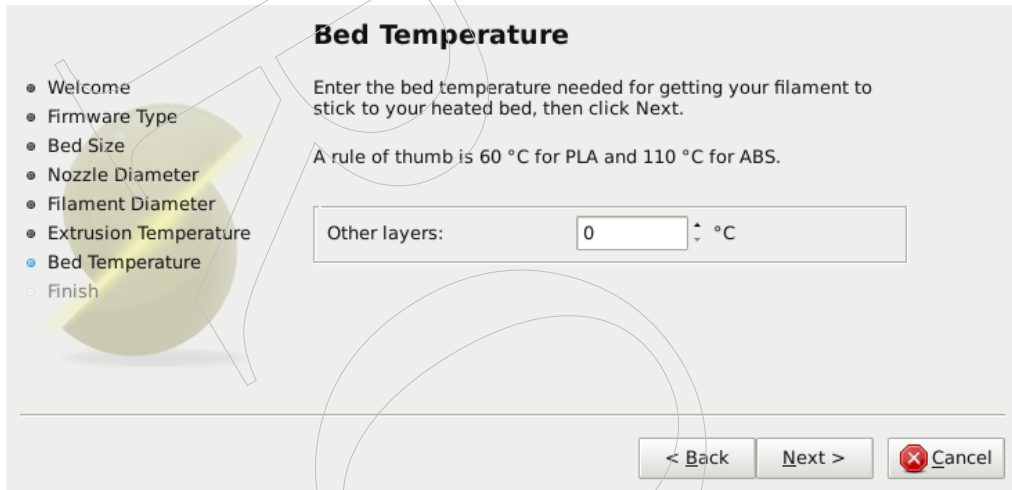 Bed Temperature
Welcome
Firmware Type
Bed Size
Nozzle Diameter
Filament Diameter
Extrusion Temperature
Bed Temperature
Finish
Enter the bed temperature needed for getting your filament to
stick to your heated bed, then click Next.
A rule of thumb is 60 °C for PLA and 110 °C for ABS.
Other layers: 0 °C
< Back Next > Cancel